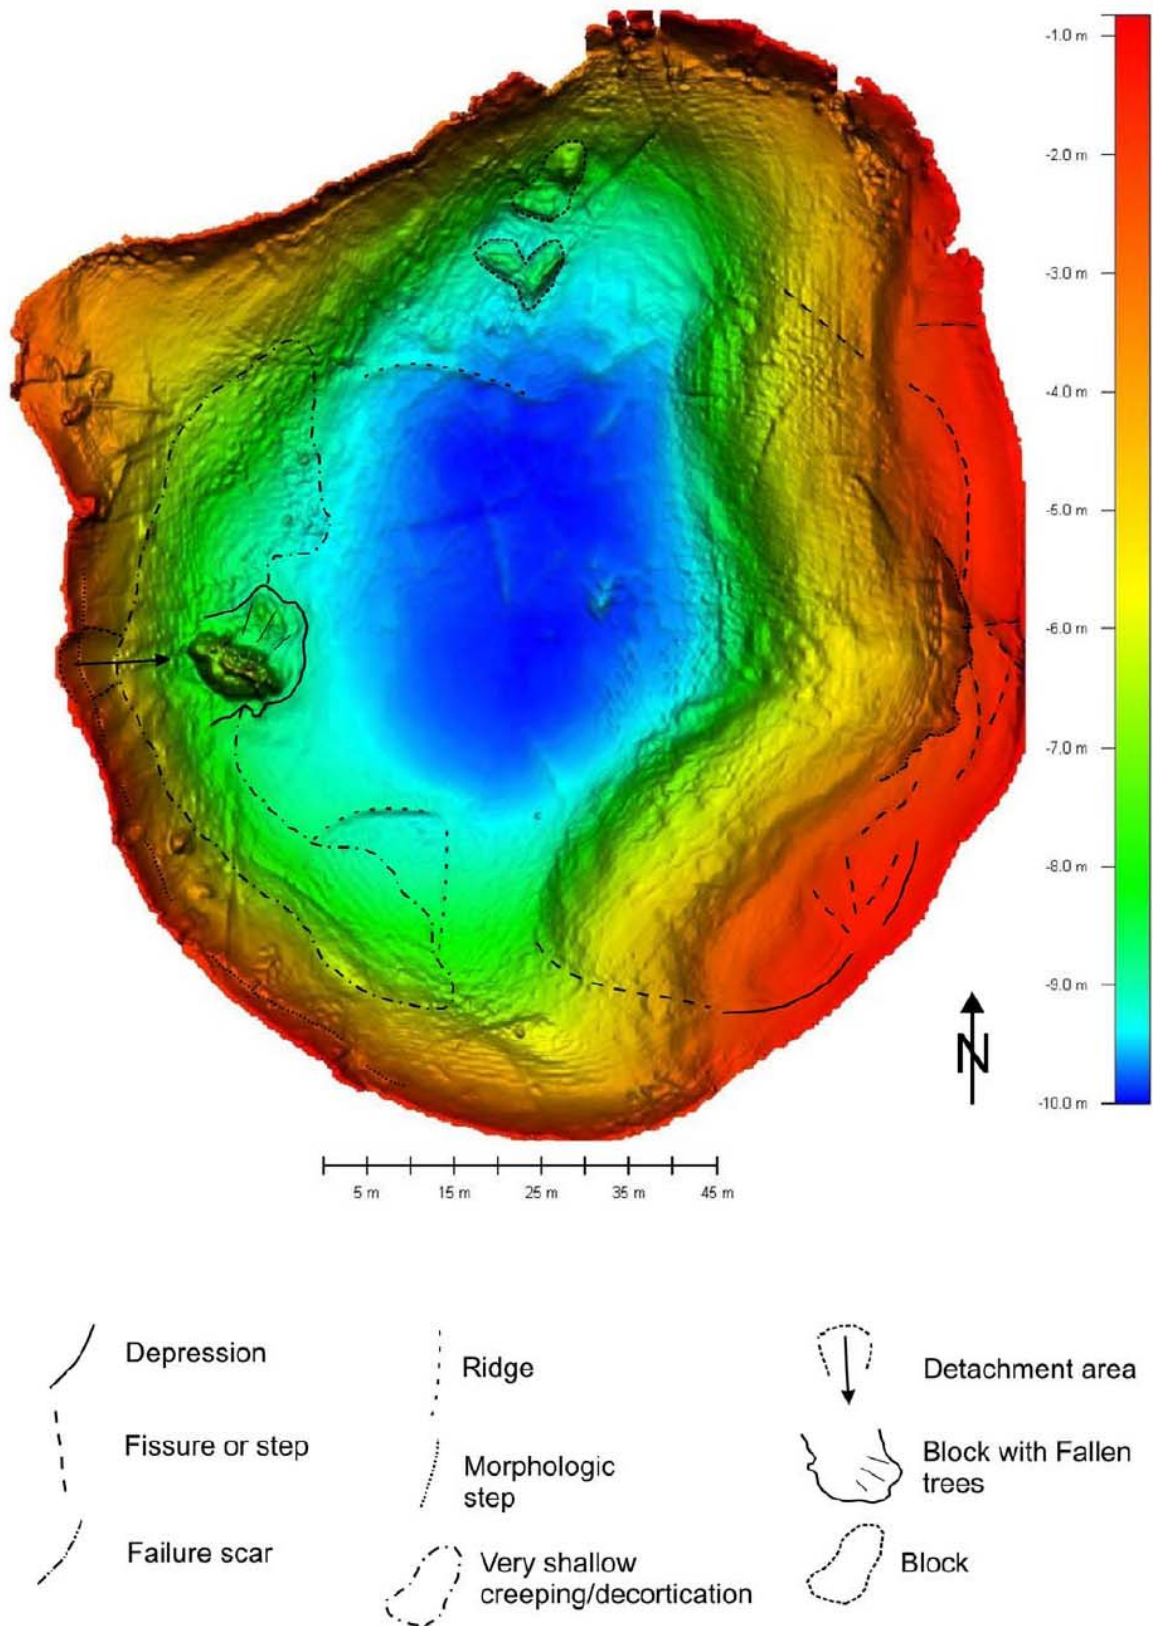 -1.0 m
-2.0 m
-3.0 m
-4.0 m
-5.0 m
-6.0 m
-7.0 m
-8.0 m
-9.0 m
-10.0 m
N
5 m 15 m 25 m 35 m 45 m
Depression
Fissure or step
Failure scar
Ridge
Morphologic
step
Very shallow
creeping/decortication
Detachment area
Block with Fallen
trees
Block